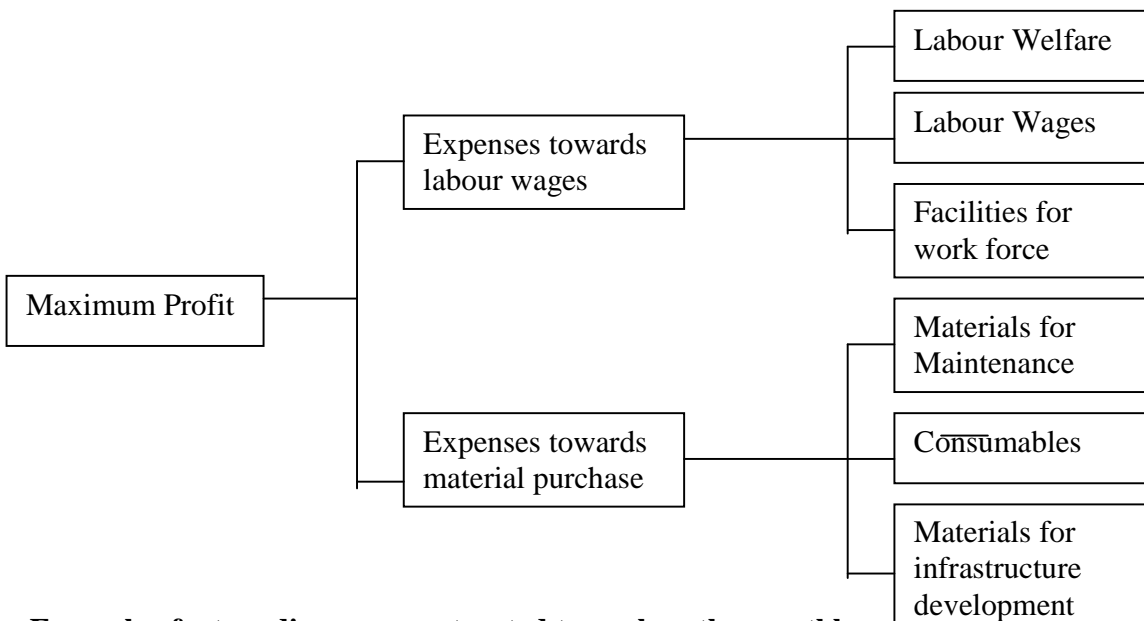 Labour Welfare
Labour Wages
Expenses towards
labour wages
Facilities for
work force
Maximum Profit
Materials for
Maintenance
Expenses towards
material purchase
Consumables
Materials for
infrastructure
development